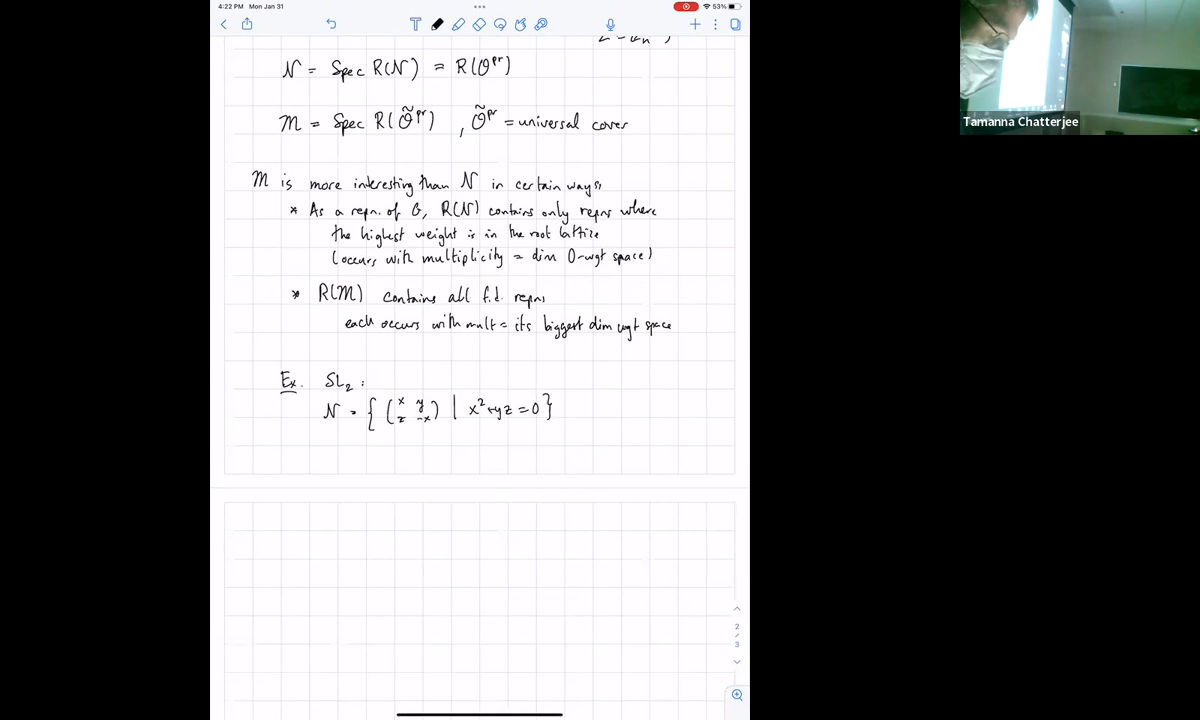 4:22 PM Mon Jan 31
53%
T
N = Spec R(N) = R(O^pr)
M = Spec R(Õ^pr) , Õ^pr = universal cover
M is more interesting than N in certain ways:
* As a repn. of G, R(N) contains only repns where
the highest weight is in the root lattice
(occurs with multiplicity = dim 0-wgt space)
* R(M) contains all f.d. repns
each occurs with mult = its biggest dim wgt space
Ex. SL₂ :
N = { (x y z -x) | x² + yz = 0 }
2
/
3
Tamanna Chatterjee